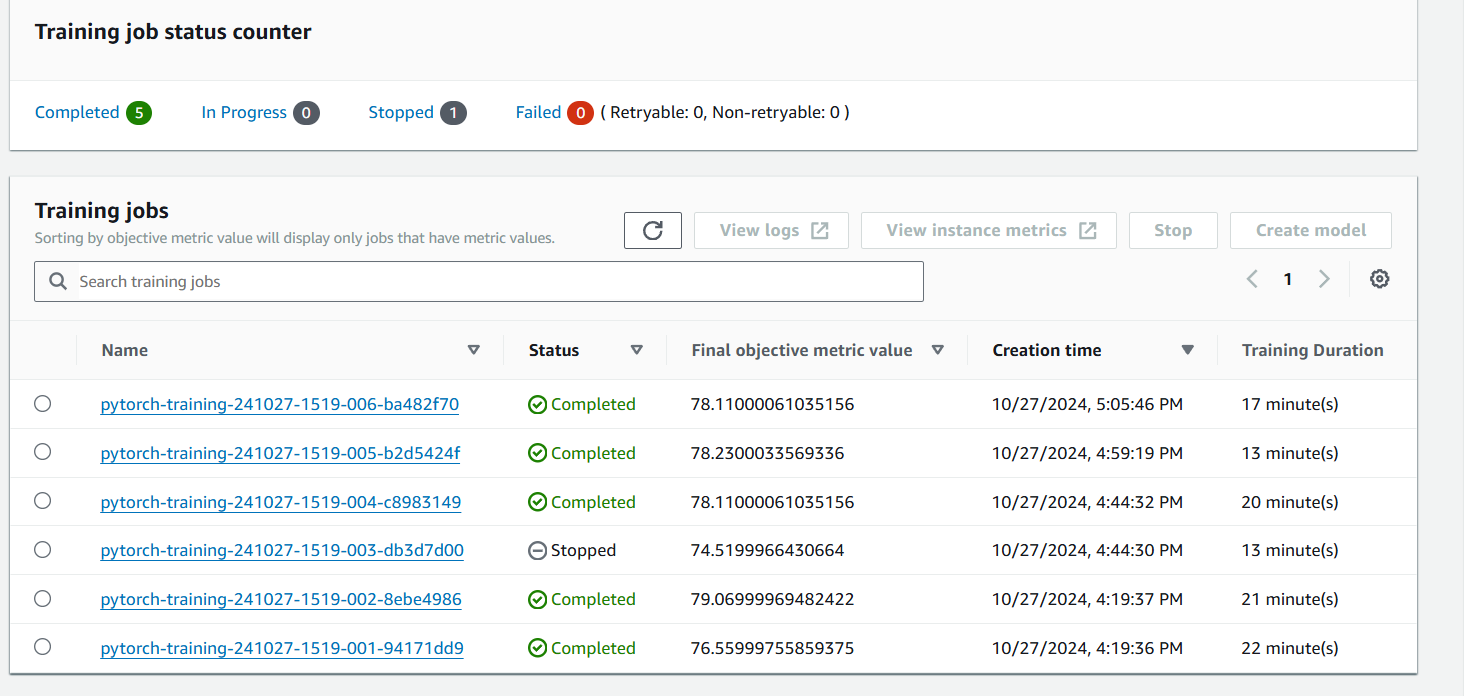 Training job status counter
Completed 5 In Progress 0 Stopped 1 Failed 0 ( Retryable: 0, Non-retryable: 0 )
Training jobs
Sorting by objective metric value will display only jobs that have metric values.
View logs View instance metrics Stop Create model
Search training jobs 1
Name Status Final objective metric value Creation time Training Duration
pytorch-training-241027-1519-006-ba482f70 Completed 78.11000061035156 10/27/2024, 5:05:46 PM 17 minute(s)
pytorch-training-241027-1519-005-b2d5424f Completed 78.2300033569336 10/27/2024, 4:59:19 PM 13 minute(s)
pytorch-training-241027-1519-004-c8983149 Completed 78.11000061035156 10/27/2024, 4:44:32 PM 20 minute(s)
pytorch-training-241027-1519-003-db3d7d00 Stopped 74.5199966430664 10/27/2024, 4:44:30 PM 13 minute(s)
pytorch-training-241027-1519-002-8ebe4986 Completed 79.06999969482422 10/27/2024, 4:19:37 PM 21 minute(s)
pytorch-training-241027-1519-001-94171dd9 Completed 76.55999755859375 10/27/2024, 4:19:36 PM 22 minute(s)